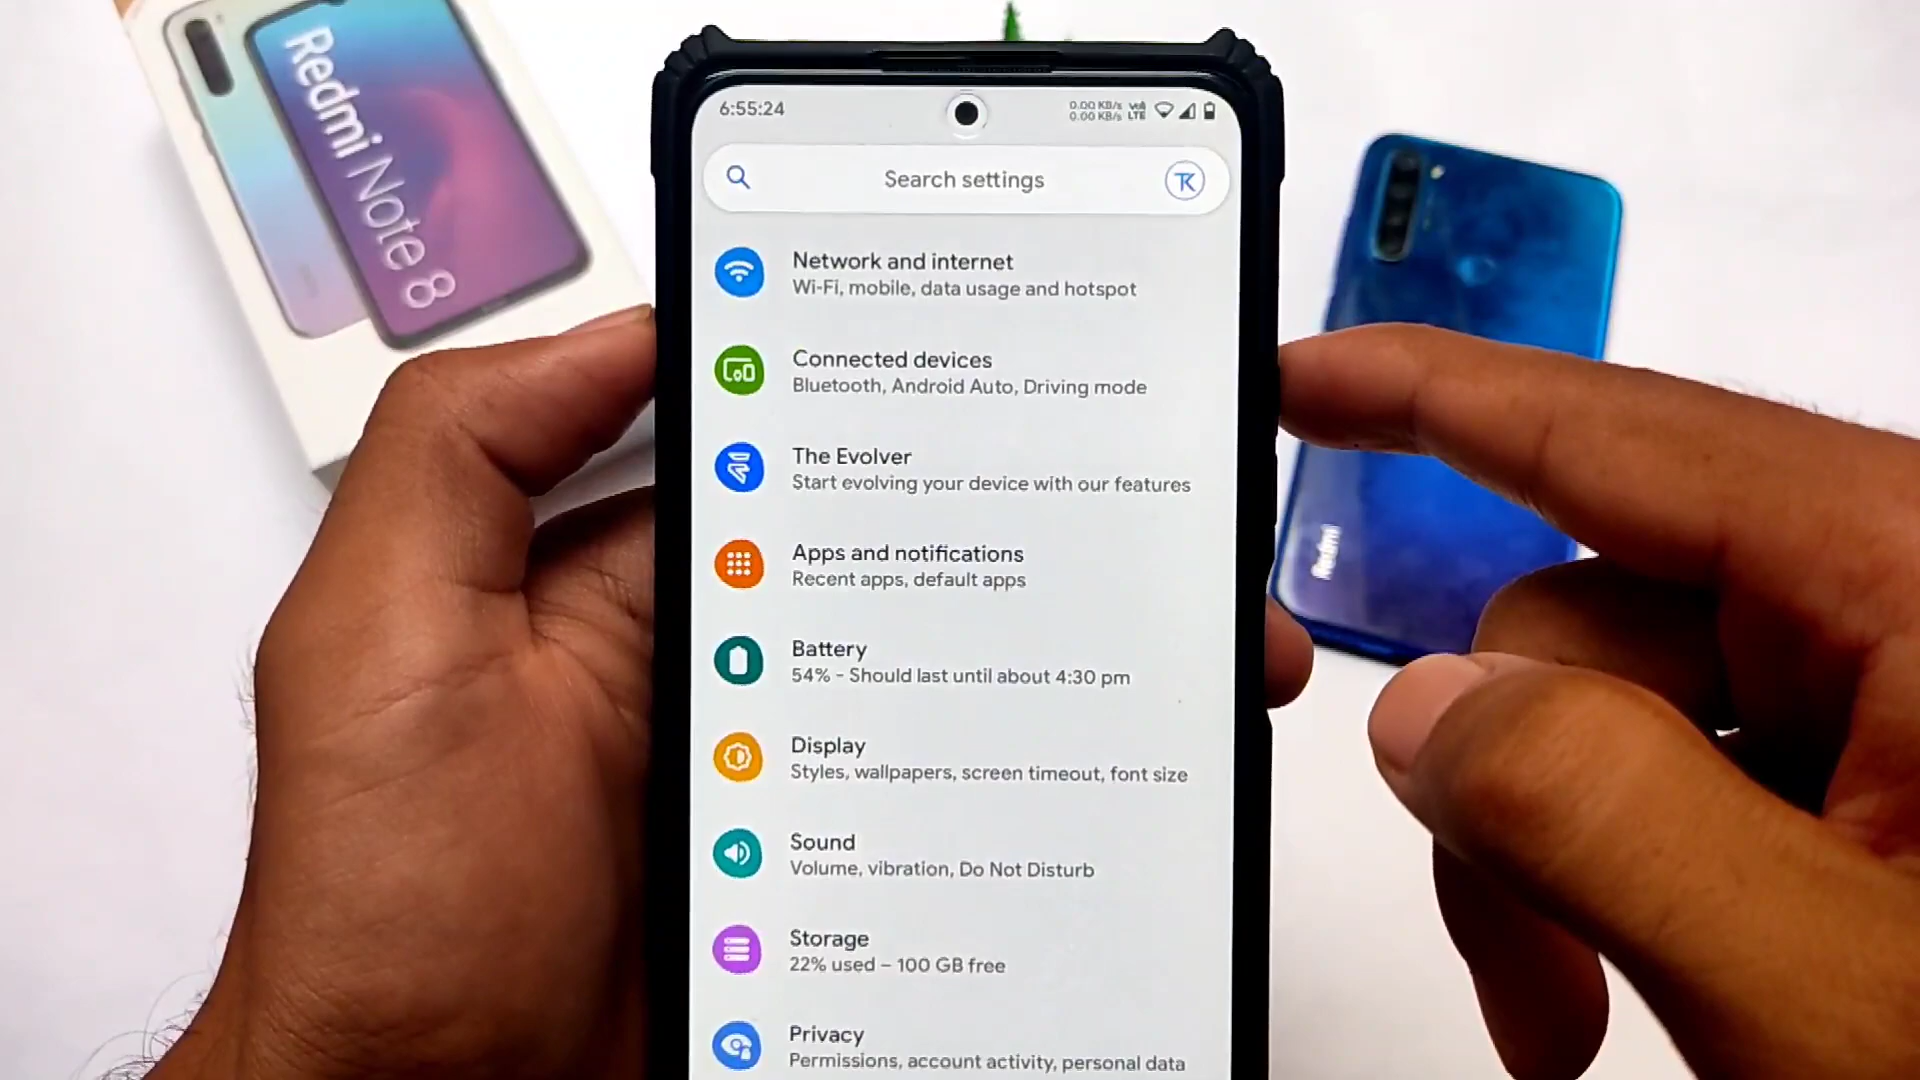 Redmi Note 8
6:55:24
0.00 KB/s
0.00 KB/s
Vo
LTE
Search settings
TK
Network and internet
Wi-Fi, mobile, data usage and hotspot
Connected devices
Bluetooth, Android Auto, Driving mode
The Evolver
Start evolving your device with our features
Apps and notifications
Recent apps, default apps
Battery
54% - Should last until about 4:30 pm
Display
Styles, wallpapers, screen timeout, font size
Sound
Volume, vibration, Do Not Disturb
Storage
22% used – 100 GB free
Privacy
Permissions, account activity, personal data
Redmi